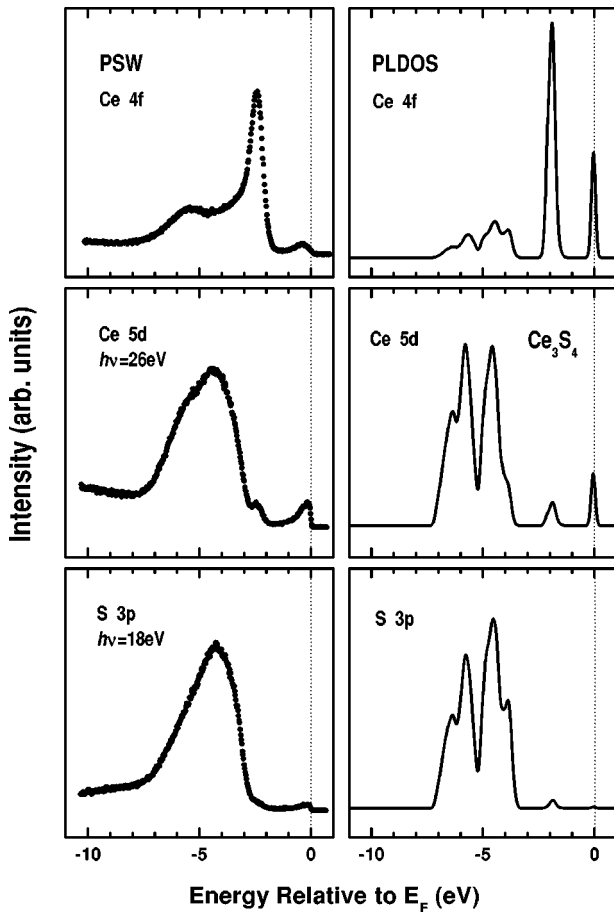 PSW
Ce 4f
PLDOS
Ce 4f
Ce 5d
hν=26eV
Ce 5d
Ce₃S₄
S 3p
hν=18eV
S 3p
Intensity (arb. units)
-10 -5 0
-10 -5 0
Energy Relative to E_F (eV)